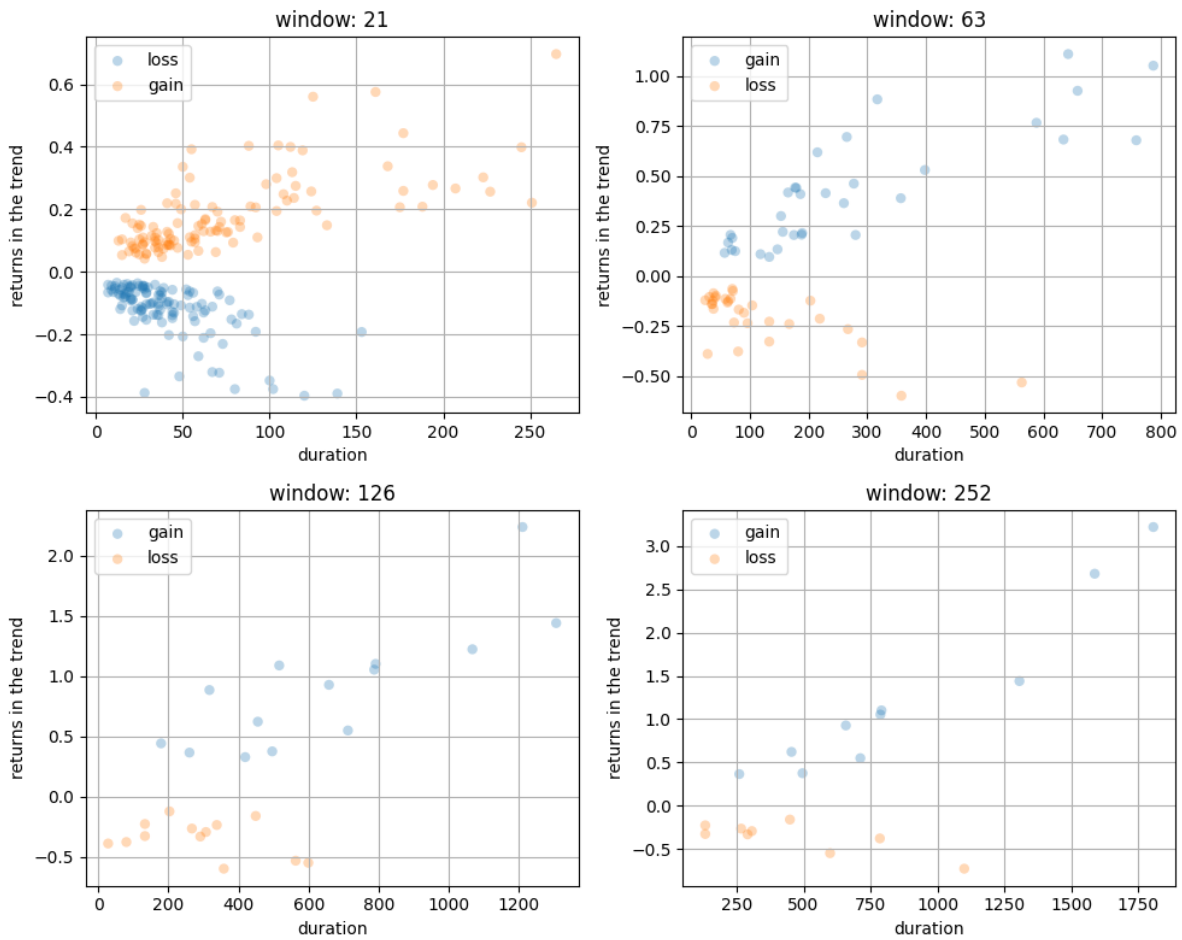 window: 21
loss
gain
returns in the trend
0.6
0.4
0.2
0.0
−0.2
−0.4
0
50
100
150
200
250
duration
window: 63
gain
loss
returns in the trend
1.00
0.75
0.50
0.25
0.00
−0.25
−0.50
0
100
200
300
400
500
600
700
800
duration
window: 126
gain
loss
returns in the trend
2.0
1.5
1.0
0.5
0.0
−0.5
0
200
400
600
800
1000
1200
duration
window: 252
gain
loss
returns in the trend
3.0
2.5
2.0
1.5
1.0
0.5
0.0
−0.5
250
500
750
1000
1250
1500
1750
duration